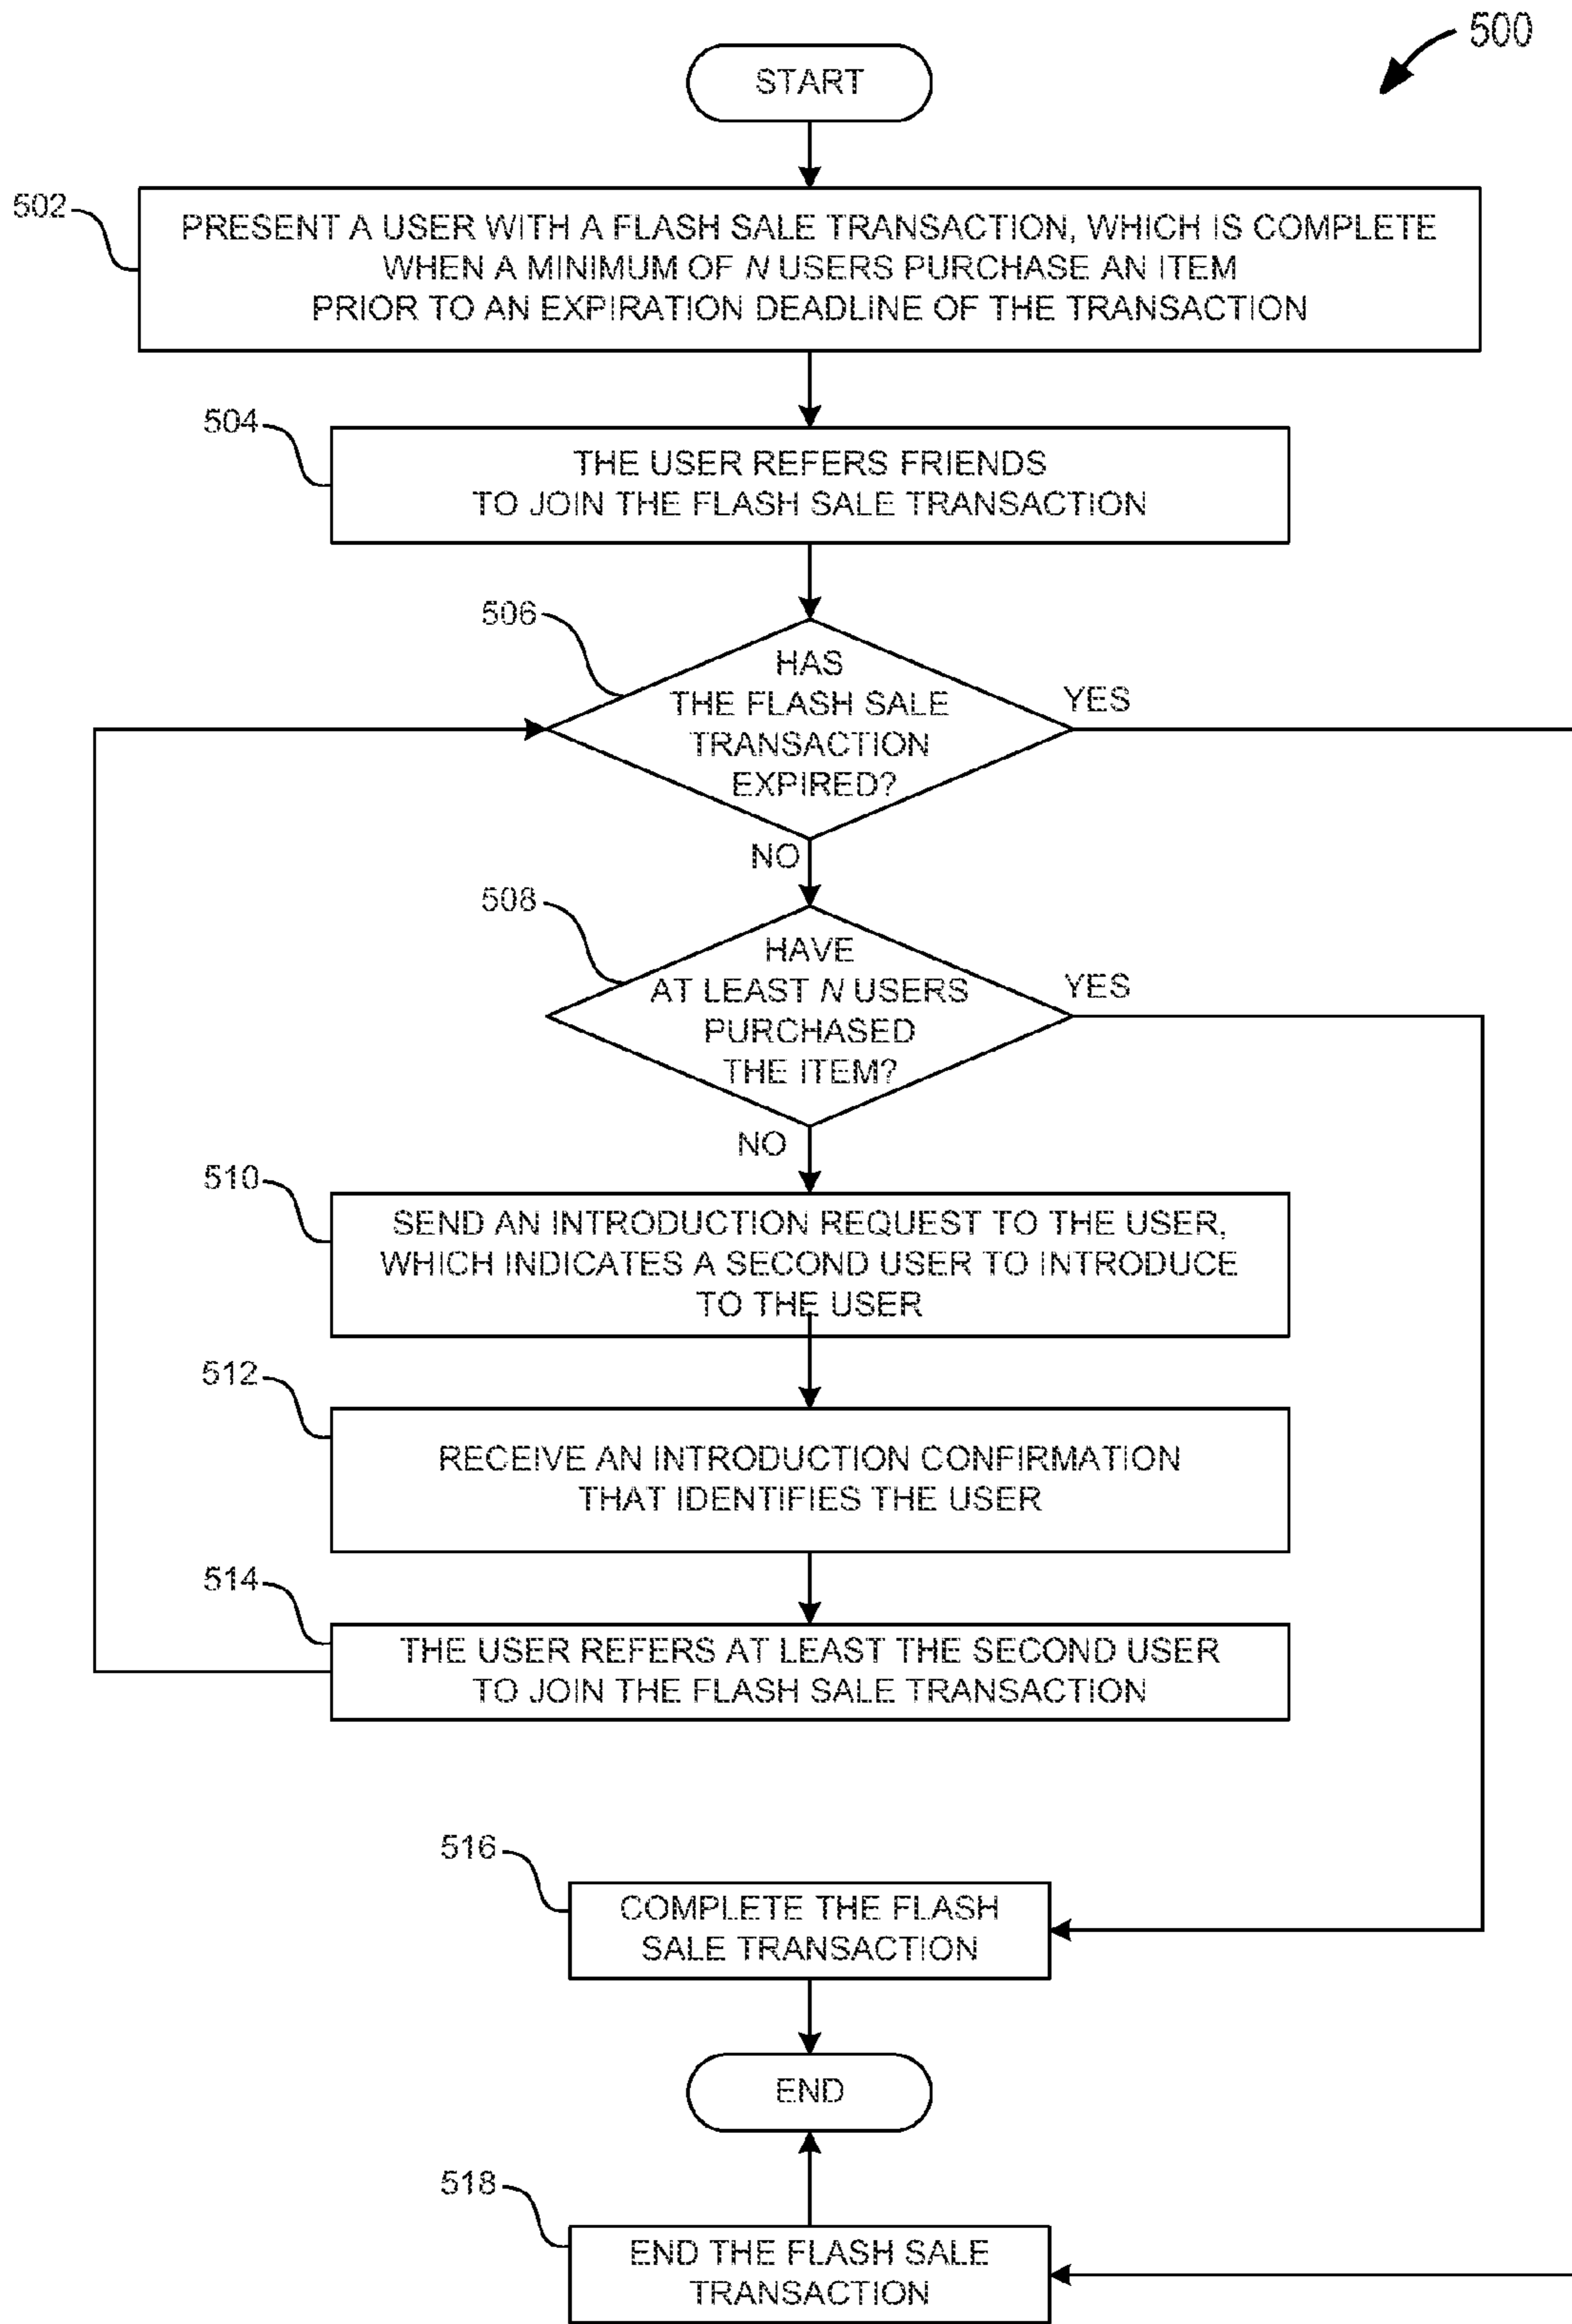 500
START
502
PRESENT A USER WITH A FLASH SALE TRANSACTION, WHICH IS COMPLETE
WHEN A MINIMUM OF N USERS PURCHASE AN ITEM
PRIOR TO AN EXPIRATION DEADLINE OF THE TRANSACTION
504
THE USER REFERS FRIENDS
TO JOIN THE FLASH SALE TRANSACTION
506
HAS
THE FLASH SALE
TRANSACTION
EXPIRED?
YES
NO
508
HAVE
AT LEAST N USERS
PURCHASED
THE ITEM?
YES
NO
510
SEND AN INTRODUCTION REQUEST TO THE USER,
WHICH INDICATES A SECOND USER TO INTRODUCE
TO THE USER
512
RECEIVE AN INTRODUCTION CONFIRMATION
THAT IDENTIFIES THE USER
514
THE USER REFERS AT LEAST THE SECOND USER
TO JOIN THE FLASH SALE TRANSACTION
516
COMPLETE THE FLASH
SALE TRANSACTION
END
518
END THE FLASH SALE
TRANSACTION